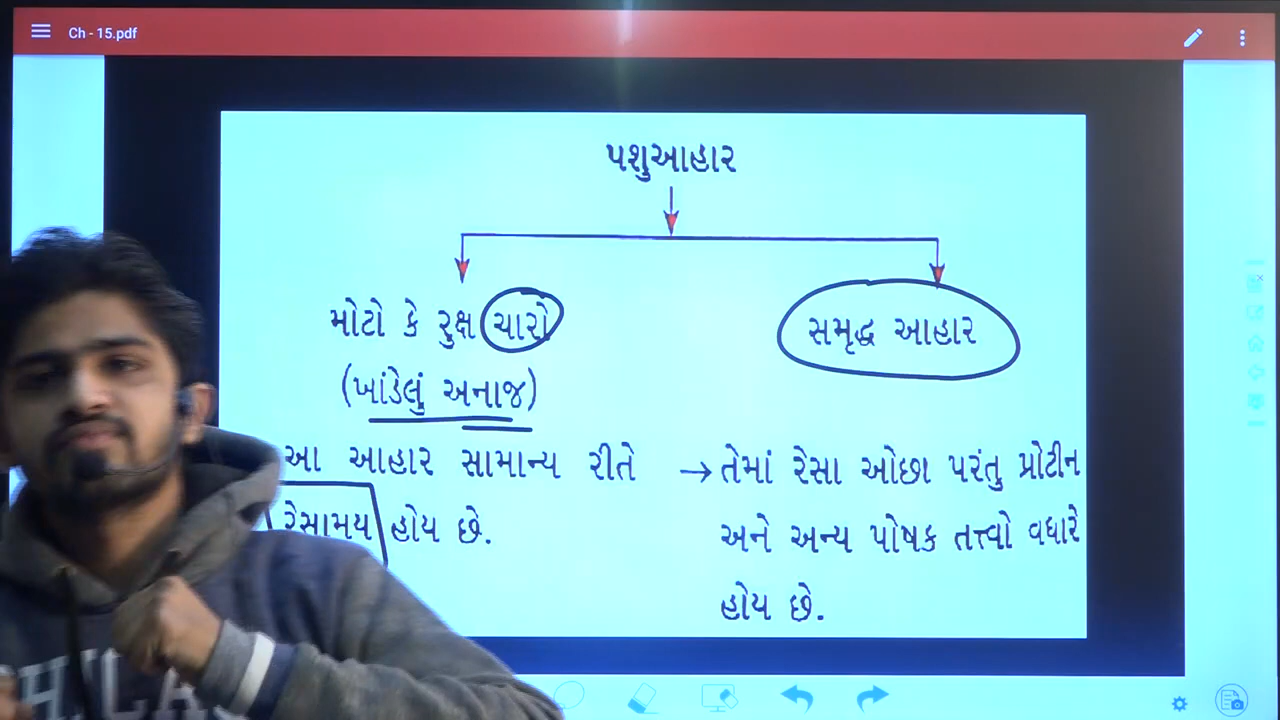 Ch - 15.pdf
પશુઆહાર
મોટો કે રુક્ષ ચારો
(ખાંડેલું અનાજ)
આ આહાર સામાન્ય રીતે
રેસામય હોય છે.
સમૃદ્ધ આહાર
→ તેમાં રેસા ઓછા પરંતુ પ્રોટીન
અને અન્ય પોષક તત્ત્વો વધારે
હોય છે.